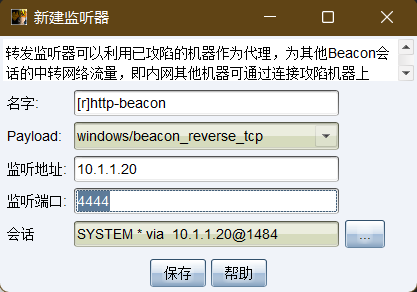 新建监听器
转发监听器可以利用已攻陷的机器作为代理，为其他Beacon会
话的中转网络流量，即内网其他机器可通过连接攻陷机器上
名字: [r]http-beacon
Payload: windows/beacon_reverse_tcp
监听地址: 10.1.1.20
监听端口: 4444
会话 SYSTEM * via 10.1.1.20@1484 ...
保存 帮助